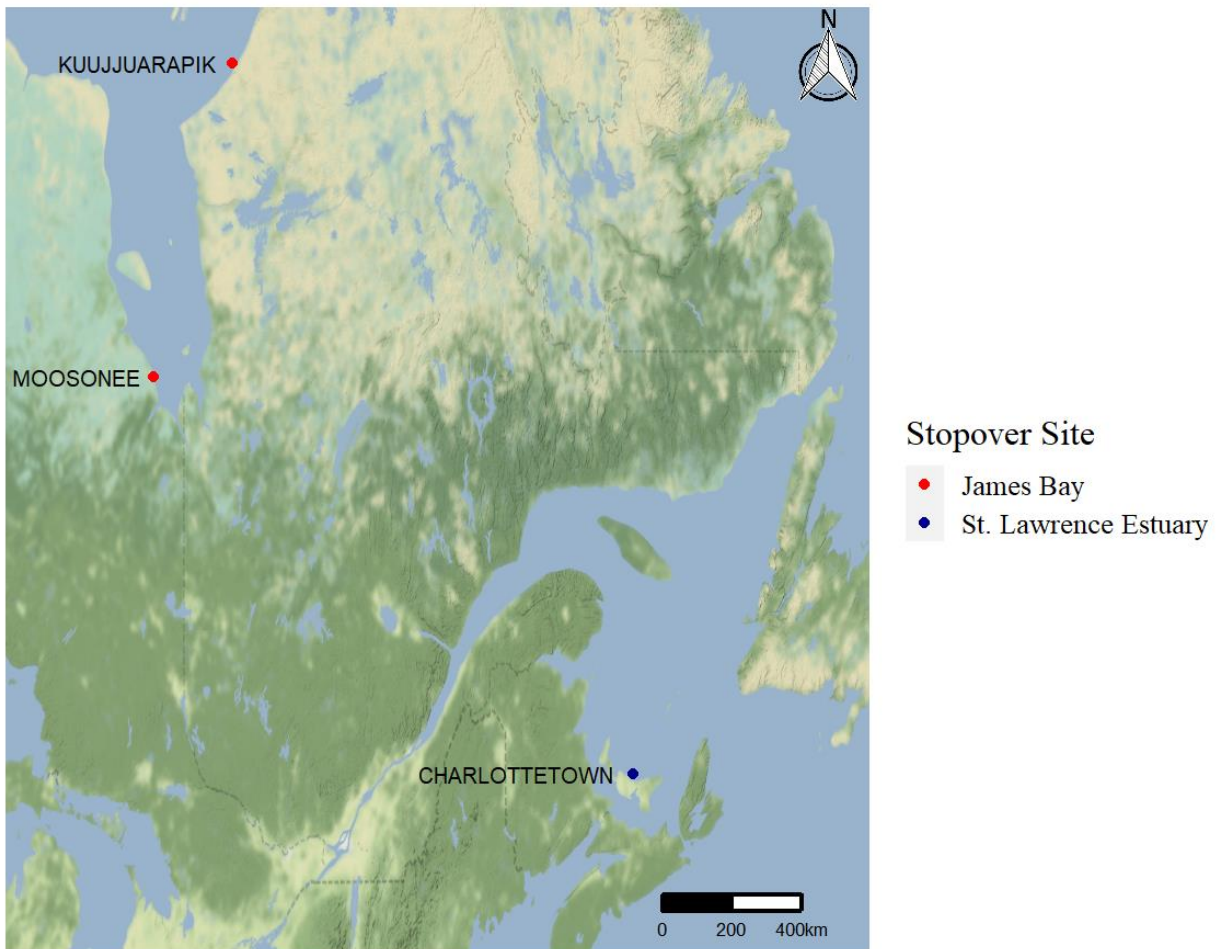 N
KUUJJUARAPIK
MOOSONEE
Stopover Site
James Bay
St. Lawrence Estuary
CHARLOTTETOWN
0 200 400km